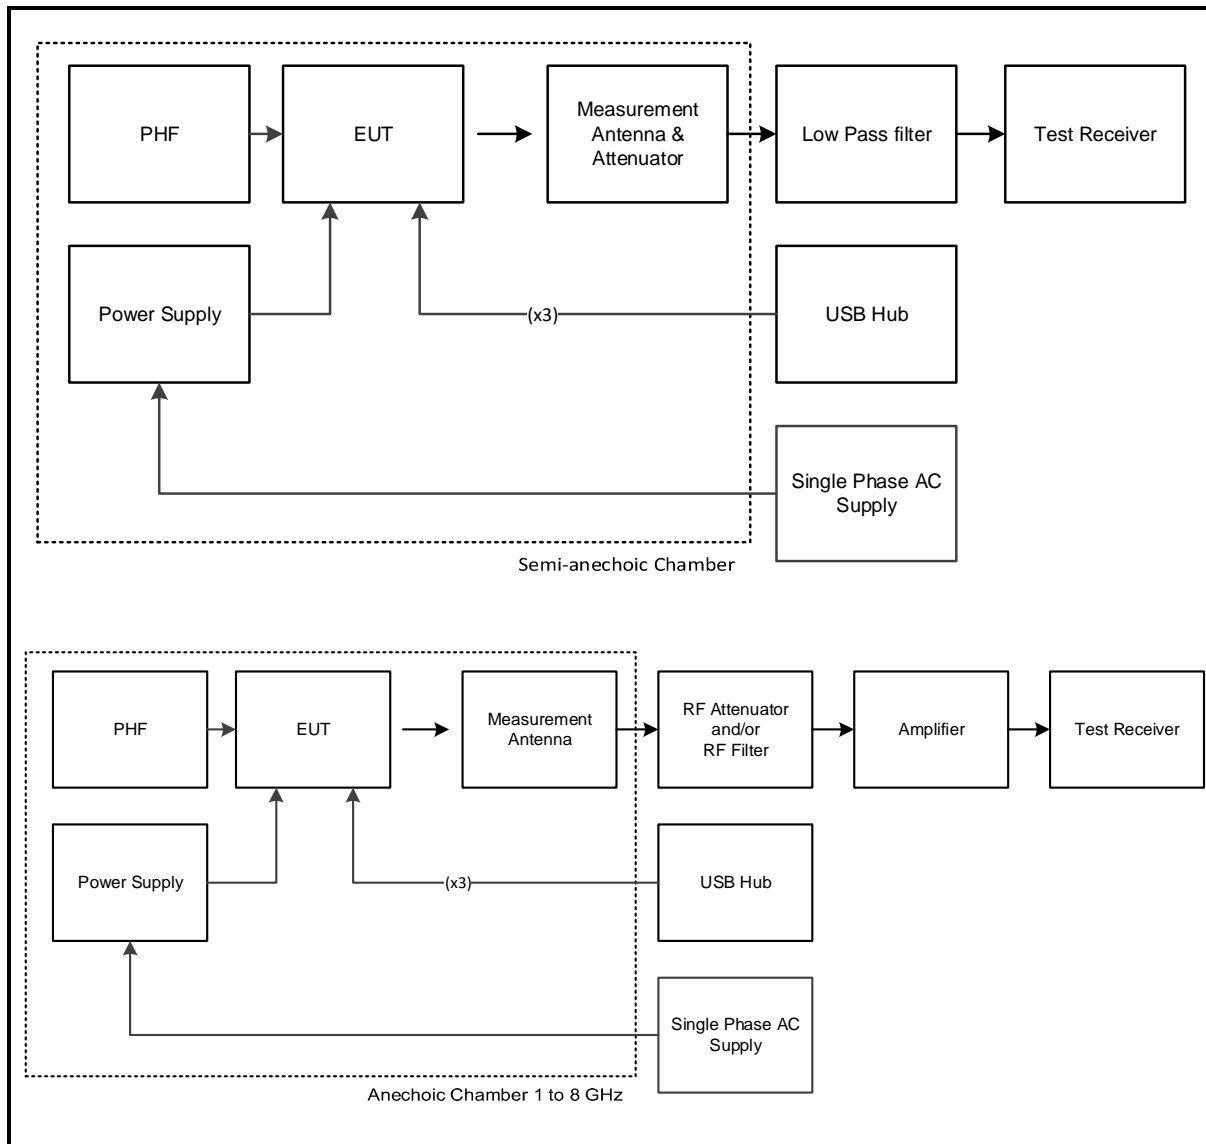 PHF
EUT
Measurement
Antenna &
Attenuator
Low Pass filter
Test Receiver
Power Supply
(x3)
USB Hub
Single Phase AC
Supply
Semi-anechoic Chamber
PHF
EUT
Measurement
Antenna
RF Attenuator
and/or
RF Filter
Amplifier
Test Receiver
Power Supply
(x3)
USB Hub
Single Phase AC
Supply
Anechoic Chamber 1 to 8 GHz